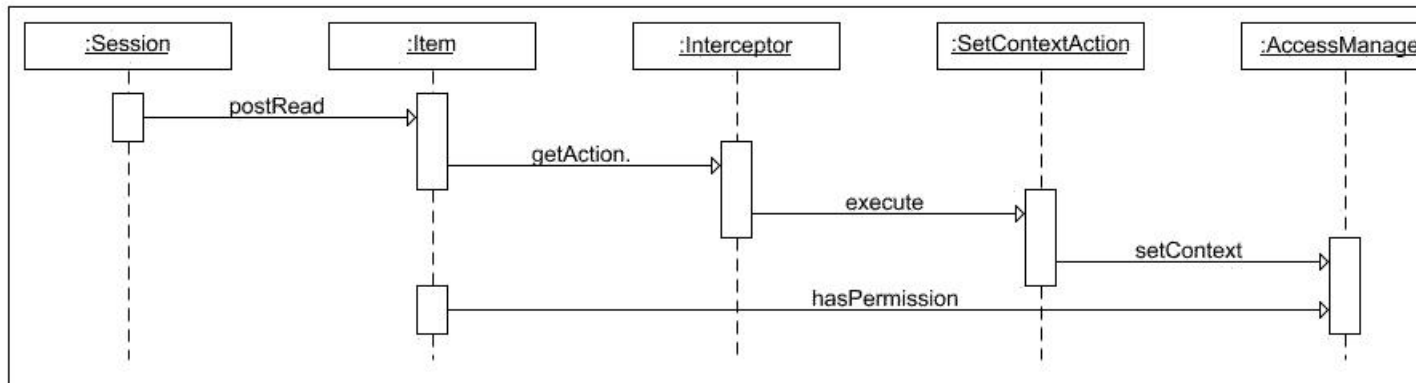 :Session
:Item
:Interceptor
:SetContextAction
:AccessManage
postRead
getAction.
execute
setContext
hasPermission